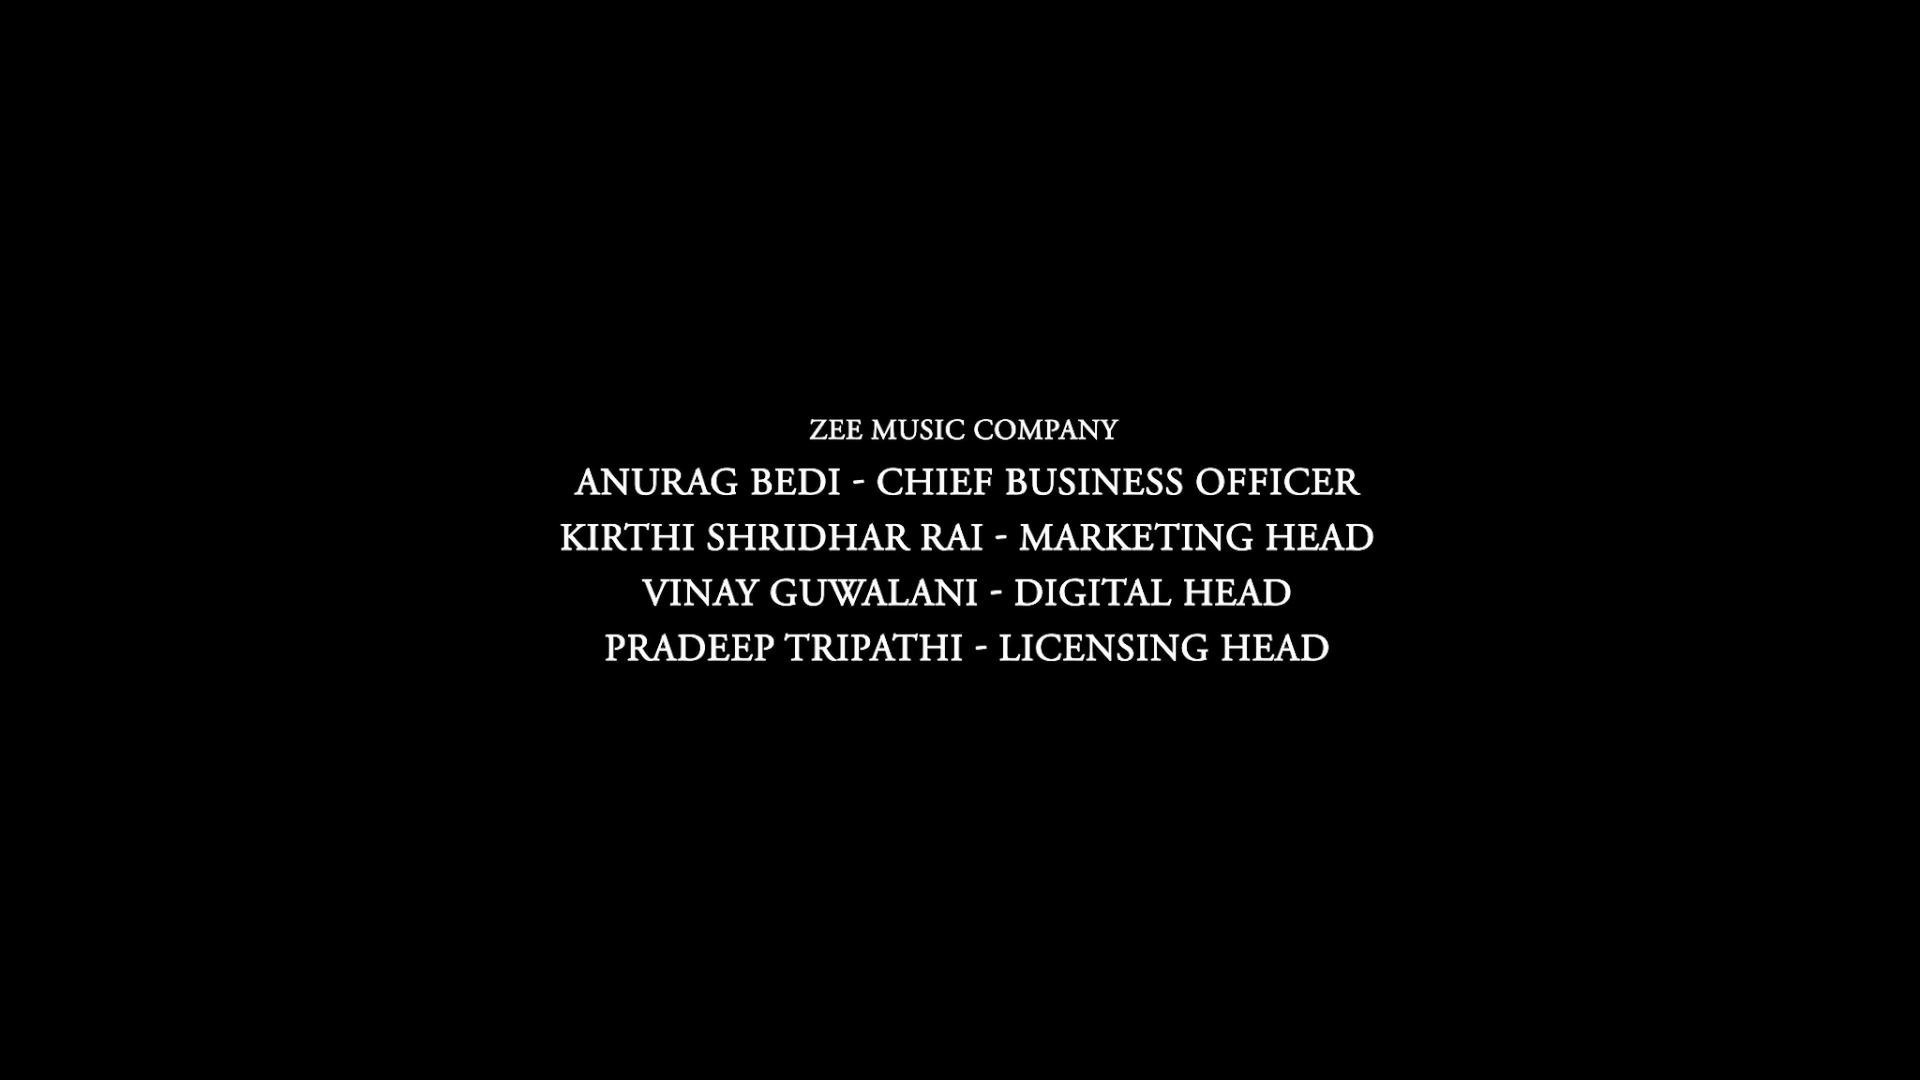 ZEE MUSIC COMPANY
ANURAG BEDI - CHIEF BUSINESS OFFICER
KIRTHI SHRIDHAR RAI - MARKETING HEAD
VINAY GUWALANI - DIGITAL HEAD
PRADEEP TRIPATHI - LICENSING HEAD